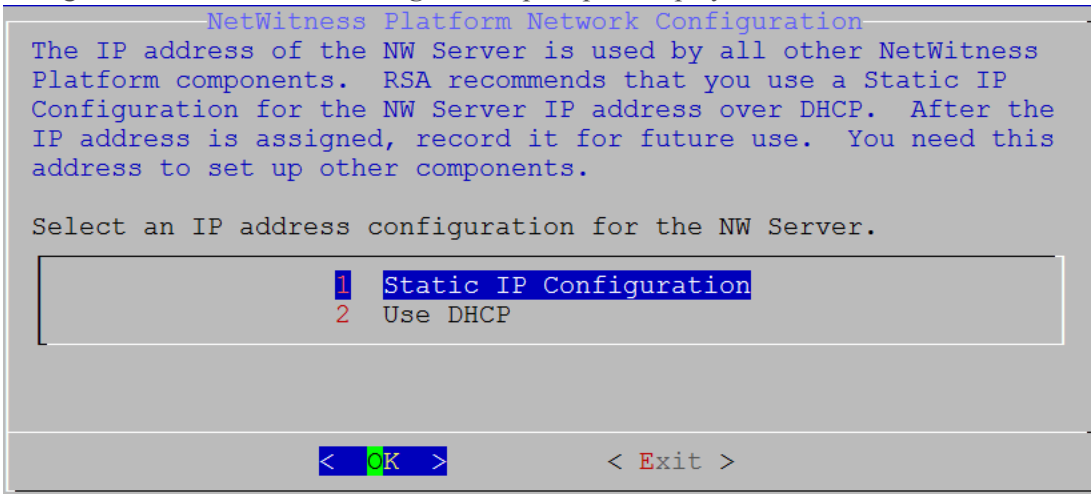 NetWitness Platform Network Configuration
The IP address of the NW Server is used by all other NetWitness
Platform components.  RSA recommends that you use a Static IP
Configuration for the NW Server IP address over DHCP.  After the
IP address is assigned, record it for future use.  You need this
address to set up other components.
Select an IP address configuration for the NW Server.
1 Static IP Configuration
2 Use DHCP
< OK > < Exit >